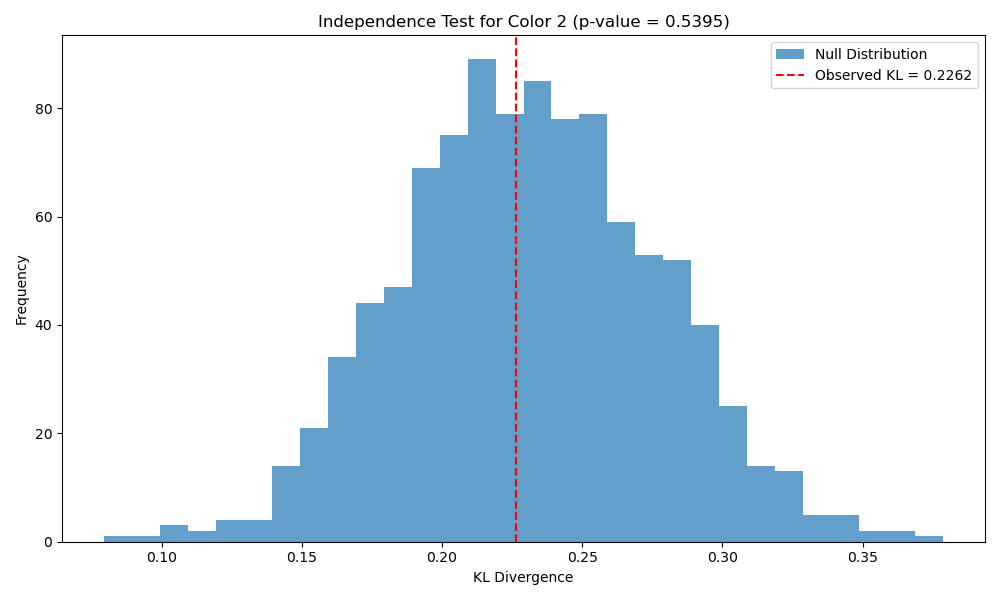 Independence Test for Color 2 (p-value = 0.5395)
Null Distribution
Observed KL = 0.2262
Frequency
80
60
40
20
0
0.10 0.15 0.20 0.25 0.30 0.35
KL Divergence